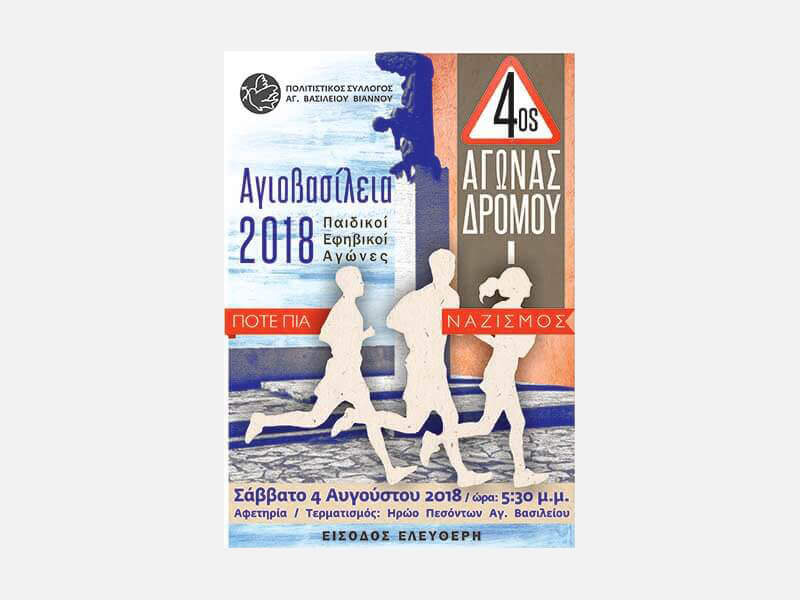 ΠΟΛΙΤΙΣΤΙΚΟΣ ΣΥΛΛΟΓΟΣ
ΑΓ. ΒΑΣΙΛΕΙΟΥ ΒΙΑΝΝΟΥ
4os
ΑΓΩΝΑΣ
ΔΡΟΜΟΥ
Αγιοβασίλεια
2018
Παιδικοί
Εφηβικοί
Αγώνες
ΠΟΤΕ ΠΙΑ
ΝΑΖΙΣΜΟΣ
Σάββατο 4 Αυγούστου 2018 / ώρα: 5:30 μ.μ.
Αφετηρία / Τερματισμός: Ηρώο Πεσόντων Αγ. Βασιλείου
ΕΙΣΟΔΟΣ ΕΛΕΥΘΕΡΗ